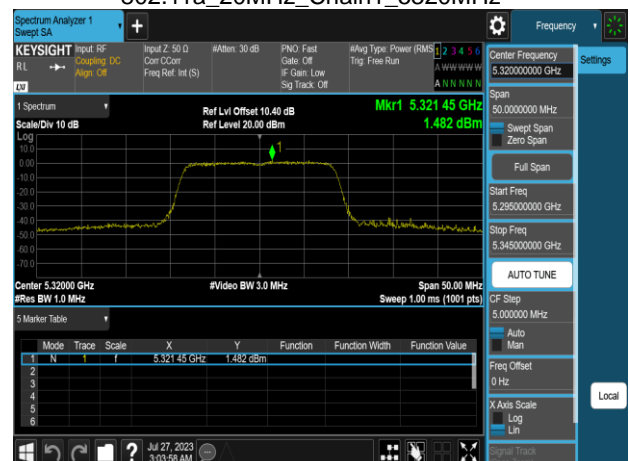 802.11a_20MHz_Chain1_5320MHz
Spectrum Analyzer 1
Swept SA
Frequency
KEYSIGHT
RL
Input: RF
Coupling: DC
Align: Off
Input Z: 50 Ω
Corr CCorr
Freq Ref: Int (S)
#Atten: 30 dB
PNO: Fast
Gate: Off
IF Gain: Low
Sig Track: Off
#Avg Type: Power (RMS
Trig: Free Run
1 2 3 4 5 6
A W W W W W
A N N N N N
LXI
1 Spectrum
Scale/Div 10 dB
Ref Lvl Offset 10.40 dB
Ref Level 20.00 dBm
Mkr1 5.321 45 GHz
1.482 dBm
Log
10.0
0.00
-10.0
-20.0
-30.0
-40.0
-50.0
-60.0
-70.0
1
Center 5.32000 GHz
#Res BW 1.0 MHz
#Video BW 3.0 MHz
Span 50.00 MHz
Sweep 1.00 ms (1001 pts)
5 Marker Table
Mode Trace Scale X Y Function Function Width Function Value
1 N 1 f 5.321 45 GHz 1.482 dBm
2
3
4
5
6
Jul 27, 2023
3:03:58 AM
Center Frequency
5.320000000 GHz
Span
50.0000000 MHz
Swept Span
Zero Span
Full Span
Start Freq
5.295000000 GHz
Stop Freq
5.345000000 GHz
AUTO TUNE
CF Step
5.000000 MHz
Auto
Man
Freq Offset
0 Hz
X Axis Scale
Log
Lin
Signal Track
Settings
Local